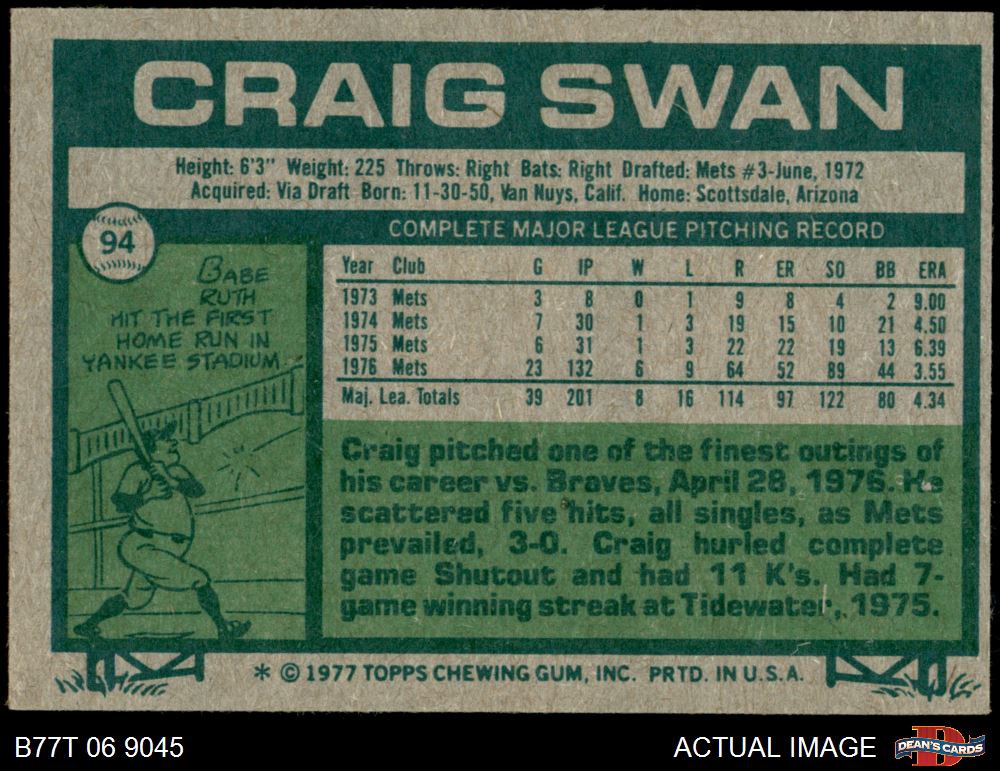 CRAIG SWAN
Height: 6'3" Weight: 225 Throws: Right Bats: Right Drafted: Mets #3-June, 1972
Acquired: Via Draft Born: 11-30-50, Van Nuys, Calif. Home: Scottsdale, Arizona
94
BABE
RUTH
HIT THE FIRST
HOME RUN IN
YANKEE STADIUM.
COMPLETE MAJOR LEAGUE PITCHING RECORD
Year Club G IP W L R ER SO BB ERA
1973 Mets 3 8 0 1 9 8 4 2 9.00
1974 Mets 7 30 1 3 19 15 10 21 4.50
1975 Mets 6 31 1 3 22 22 19 13 6.39
1976 Mets 23 132 6 9 64 52 89 44 3.55
Maj. Lea. Totals 39 201 8 16 114 97 122 80 4.34
Craig pitched one of the finest outings of
his career vs. Braves, April 28, 1976. He
scattered five hits, all singles, as Mets
prevailed, 3-0. Craig hurled complete
game Shutout and had 11 K's. Had 7-
game winning streak at Tidewater, 1975.
* © 1977 TOPPS CHEWING GUM, INC. PRTD. IN U.S.A.
B77T 06 9045
ACTUAL IMAGE
D
DEAN'S CARDS